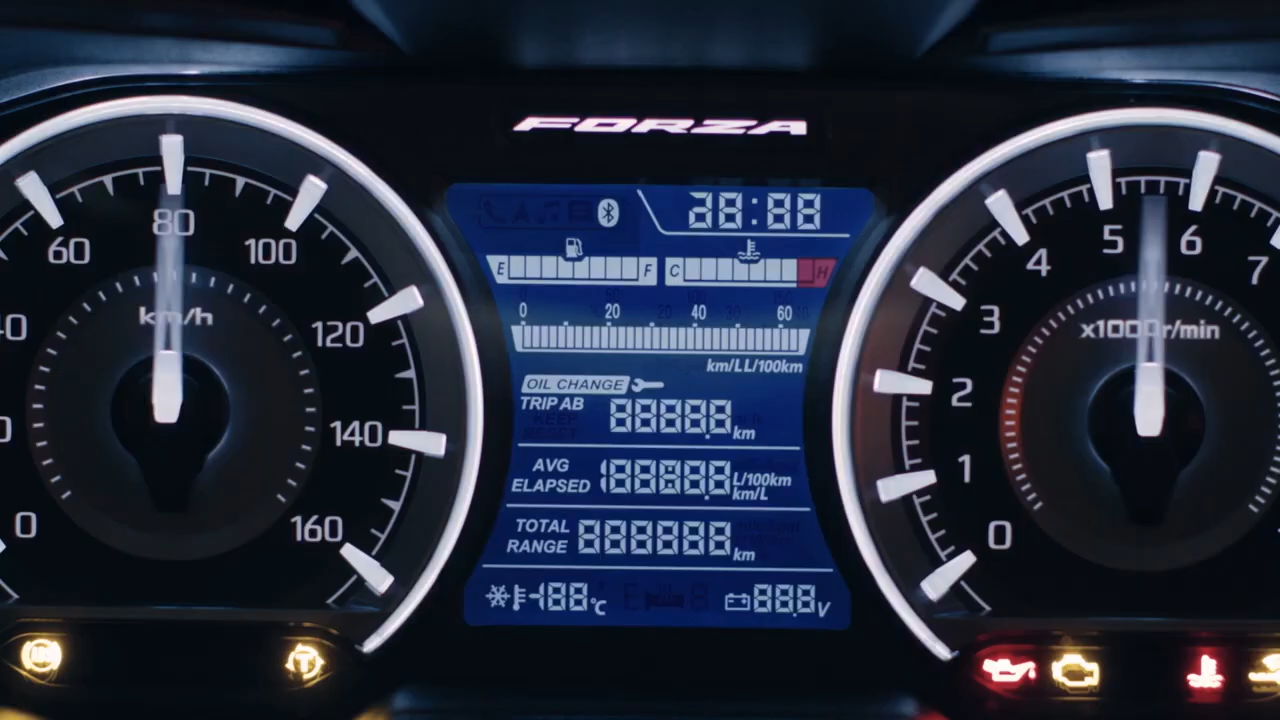 FORZA
28:88
E F C H
0 20 40 60
km/LL/100km
OIL CHANGE
TRIP AB
88888 km
AVG
ELAPSED
188888 L/100km
km/L
TOTAL
RANGE
888888 km
-188 °C
888 V
60
80
100
120
140
160
0
km/h
0
1
2
3
4
5
6
7
x1000r/min